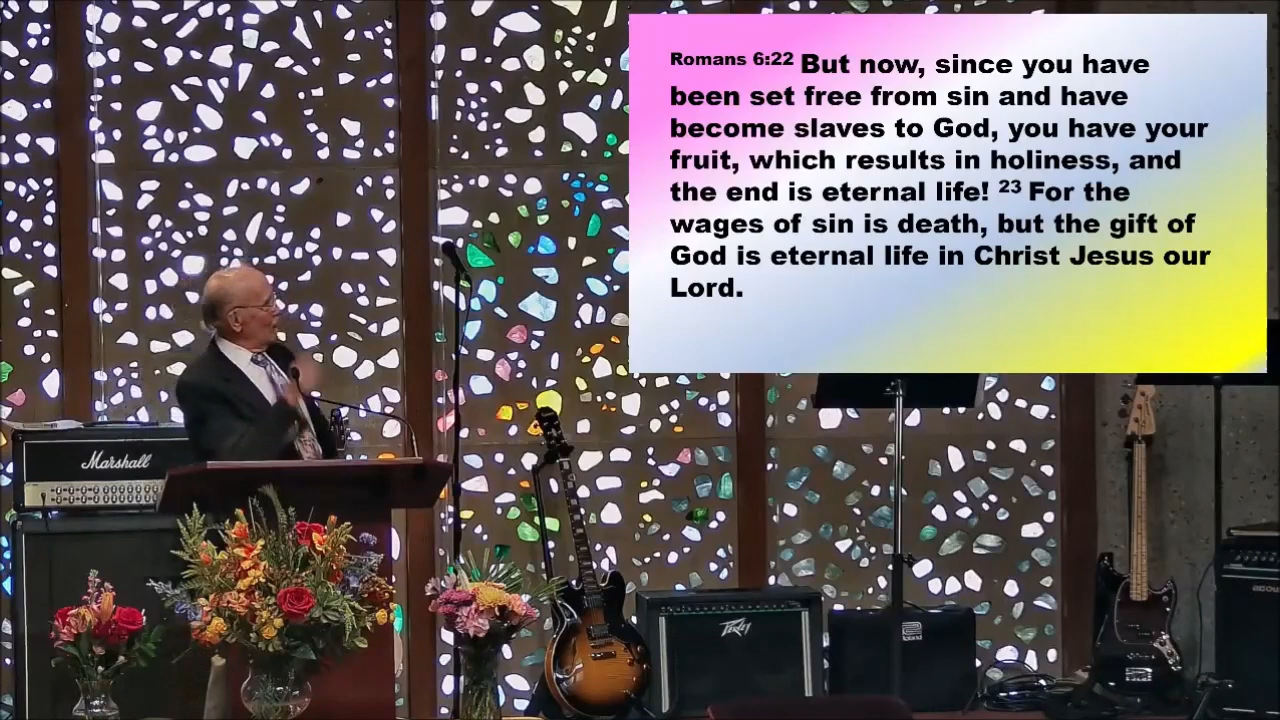 Romans 6:22 But now, since you have
been set free from sin and have
become slaves to God, you have your
fruit, which results in holiness, and
the end is eternal life! 23 For the
wages of sin is death, but the gift of
God is eternal life in Christ Jesus our
Lord.
Marshall
PEAVEY
Roland